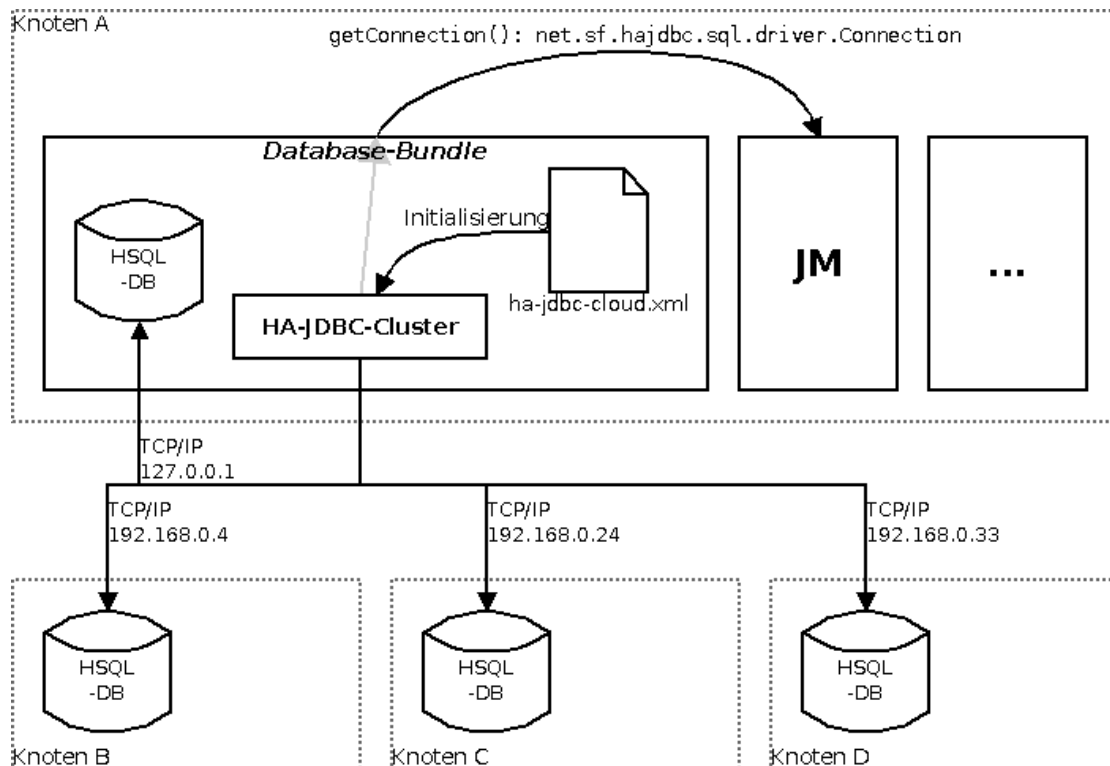 Knoten A
getConnection(): net.sf.hajdbc.sql.driver.Connection
Database-Bundle
HSQL
-DB
Initialisierung
ha-jdbc-cloud.xml
HA-JDBC-Cluster
JM
...
TCP/IP
127.0.0.1
TCP/IP
192.168.0.4
TCP/IP
192.168.0.24
TCP/IP
192.168.0.33
HSQL
-DB
Knoten B
HSQL
-DB
Knoten C
HSQL
-DB
Knoten D